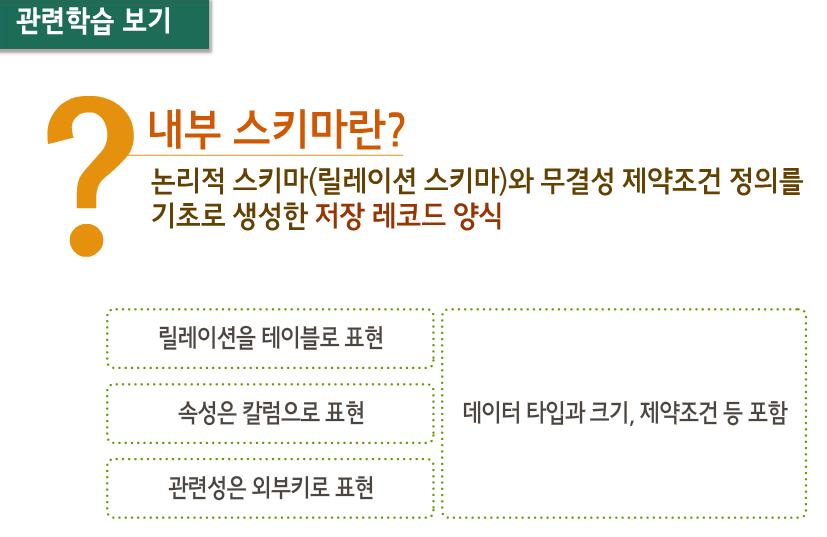 관련학습 보기
?
내부 스키마란?
논리적 스키마(릴레이션 스키마)와 무결성 제약조건 정의를
기초로 생성한 저장 레코드 양식
릴레이션을 테이블로 표현
속성은 칼럼으로 표현
데이터 타입과 크기, 제약조건 등 포함
관련성은 외부키로 표현